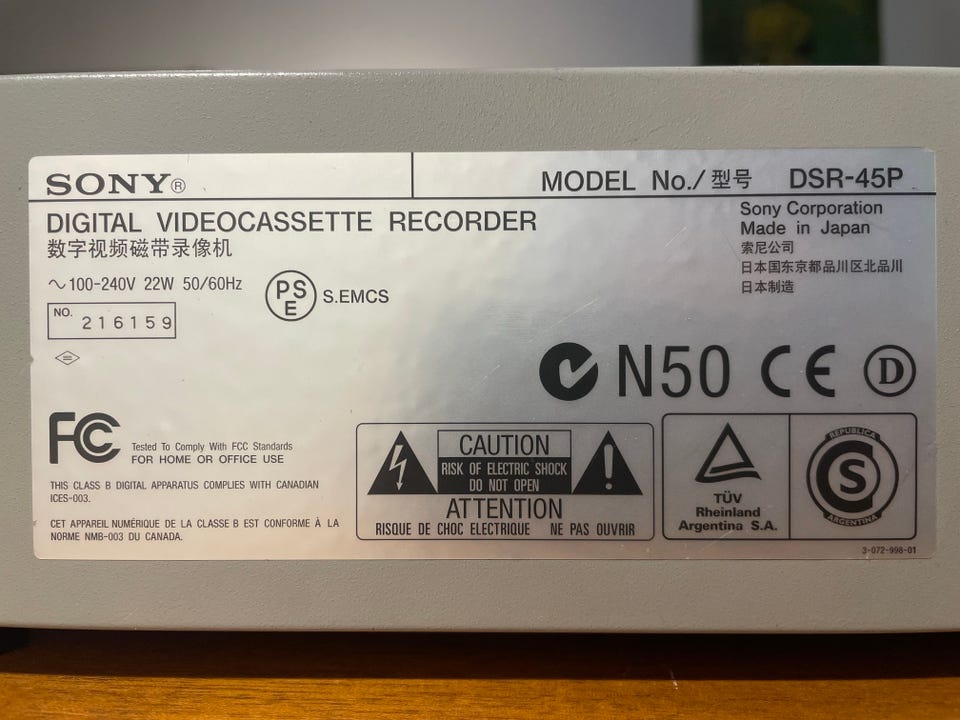 SONY®
MODEL No./型号 DSR-45P
DIGITAL VIDEOCASSETTE RECORDER
数字视频磁带录像机
～100-240V 22W 50/60Hz
PSE S.EMCS
NO. 216159
Sony Corporation
Made in Japan
索尼公司
日本国东京都品川区北品川
日本制造
N50 CE D
FC Tested To Comply With FCC Standards
FOR HOME OR OFFICE USE
THIS CLASS B DIGITAL APPARATUS COMPLIES WITH CANADIAN
ICES-003.
CET APPAREIL NUMÉRIQUE DE LA CLASSE B EST CONFORME À LA
NORME NMB-003 DU CANADA.
CAUTION
RISK OF ELECTRIC SHOCK
DO NOT OPEN
ATTENTION
RISQUE DE CHOC ELECTRIQUE NE PAS OUVRIR
TÜV
Rheinland
Argentina S.A.
REPUBLICA
S
ARGENTINA
3-072-998-01